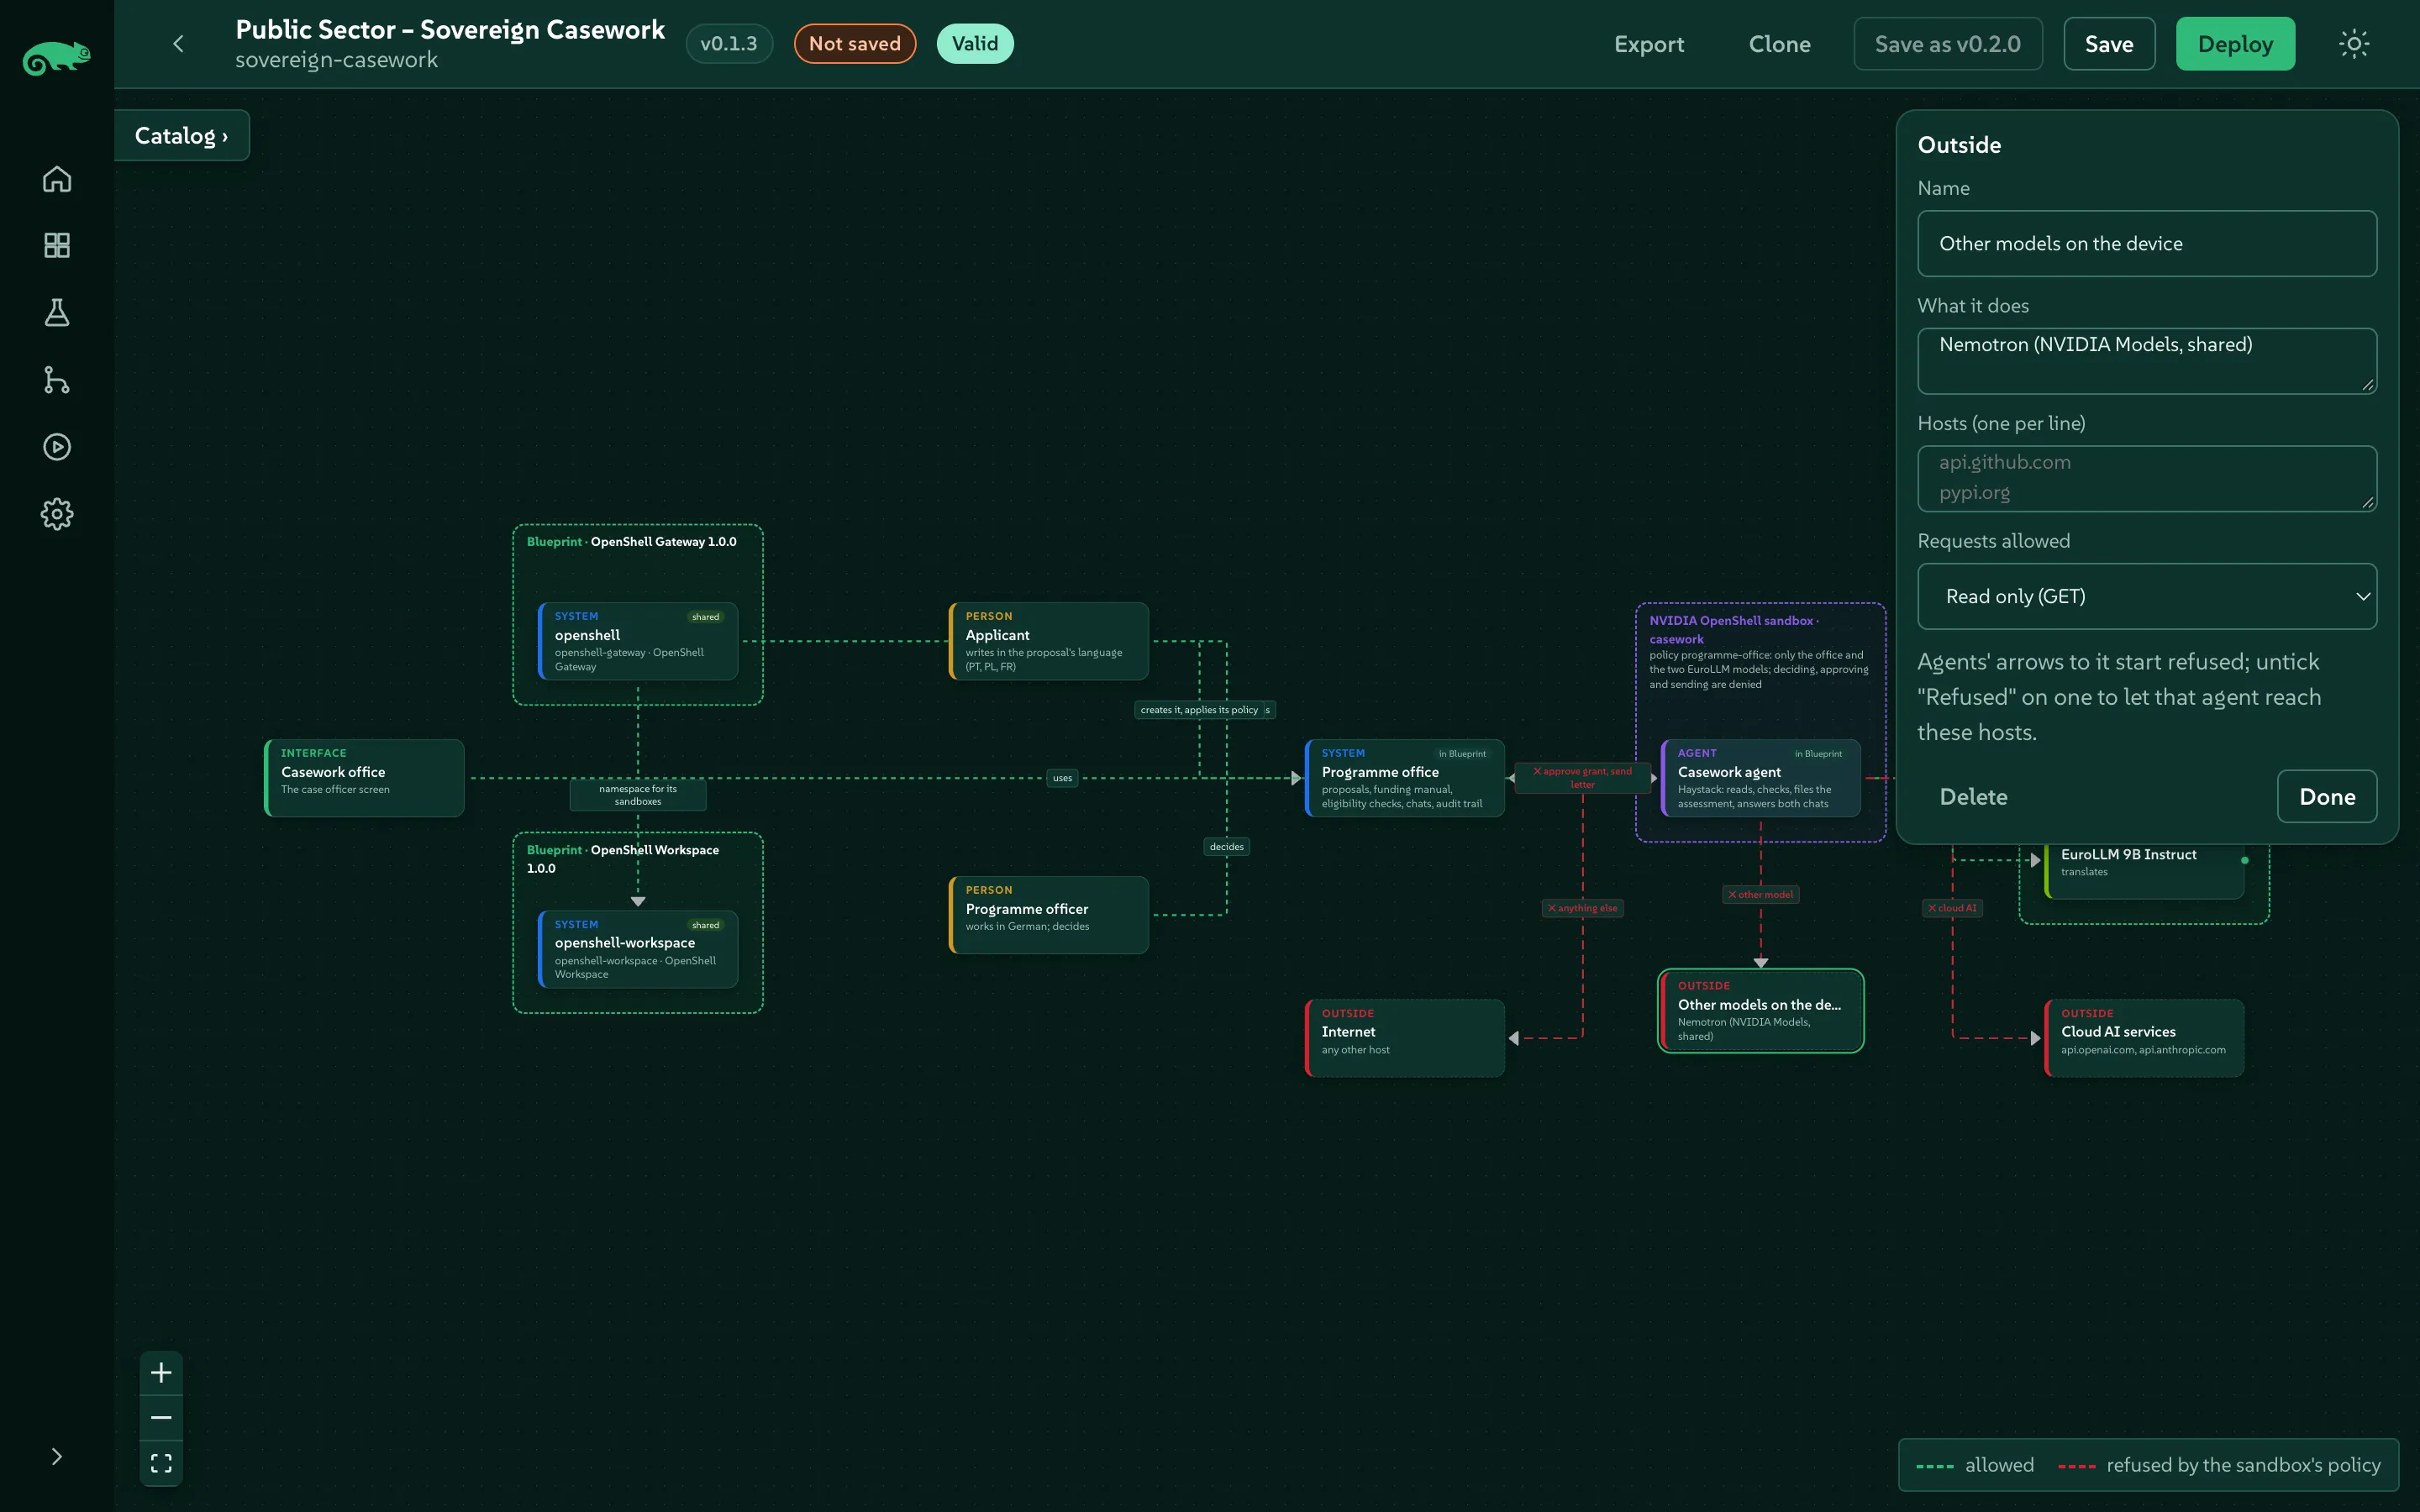 Public Sector – Sovereign Casework
sovereign-casework
v0.1.3
Not saved
Valid
Export
Clone
Save as v0.2.0
Save
Deploy
Catalog ›
Outside
Name
Other models on the device
What it does
Nemotron (NVIDIA Models, shared)
Hosts (one per line)
api.github.com
pypi.org
Requests allowed
Read only (GET)
Agents' arrows to it start refused; untick
"Refused" on one to let that agent reach
these hosts.
Delete
Done
Blueprint · OpenShell Gateway 1.0.0
SYSTEM
shared
openshell
openshell-gateway · OpenShell
Gateway
PERSON
Applicant
writes in the proposal's language
(PT, PL, FR)
NVIDIA OpenShell sandbox ·
casework
policy programme-office: only the office and
the two EuroLLM models; deciding, approving
and sending are denied
creates it, applies its policy
s
INTERFACE
Casework office
The case officer screen
namespace for its
sandboxes
uses
SYSTEM
in Blueprint
Programme office
proposals, funding manual,
eligibility checks, chats, audit trail
✕ approve grant, send
letter
AGENT
in Blueprint
Casework agent
Haystack: reads, checks, files the
assessment, answers both chats
decides
Blueprint · OpenShell Workspace
1.0.0
SYSTEM
shared
openshell-workspace
openshell-workspace · OpenShell
Workspace
PERSON
Programme officer
works in German; decides
EuroLLM 9B Instruct
translates
✕ anything else
✕ other model
✕ cloud AI
OUTSIDE
Internet
any other host
OUTSIDE
Other models on the de...
Nemotron (NVIDIA Models,
shared)
OUTSIDE
Cloud AI services
api.openai.com, api.anthropic.com
allowed
refused by the sandbox's policy